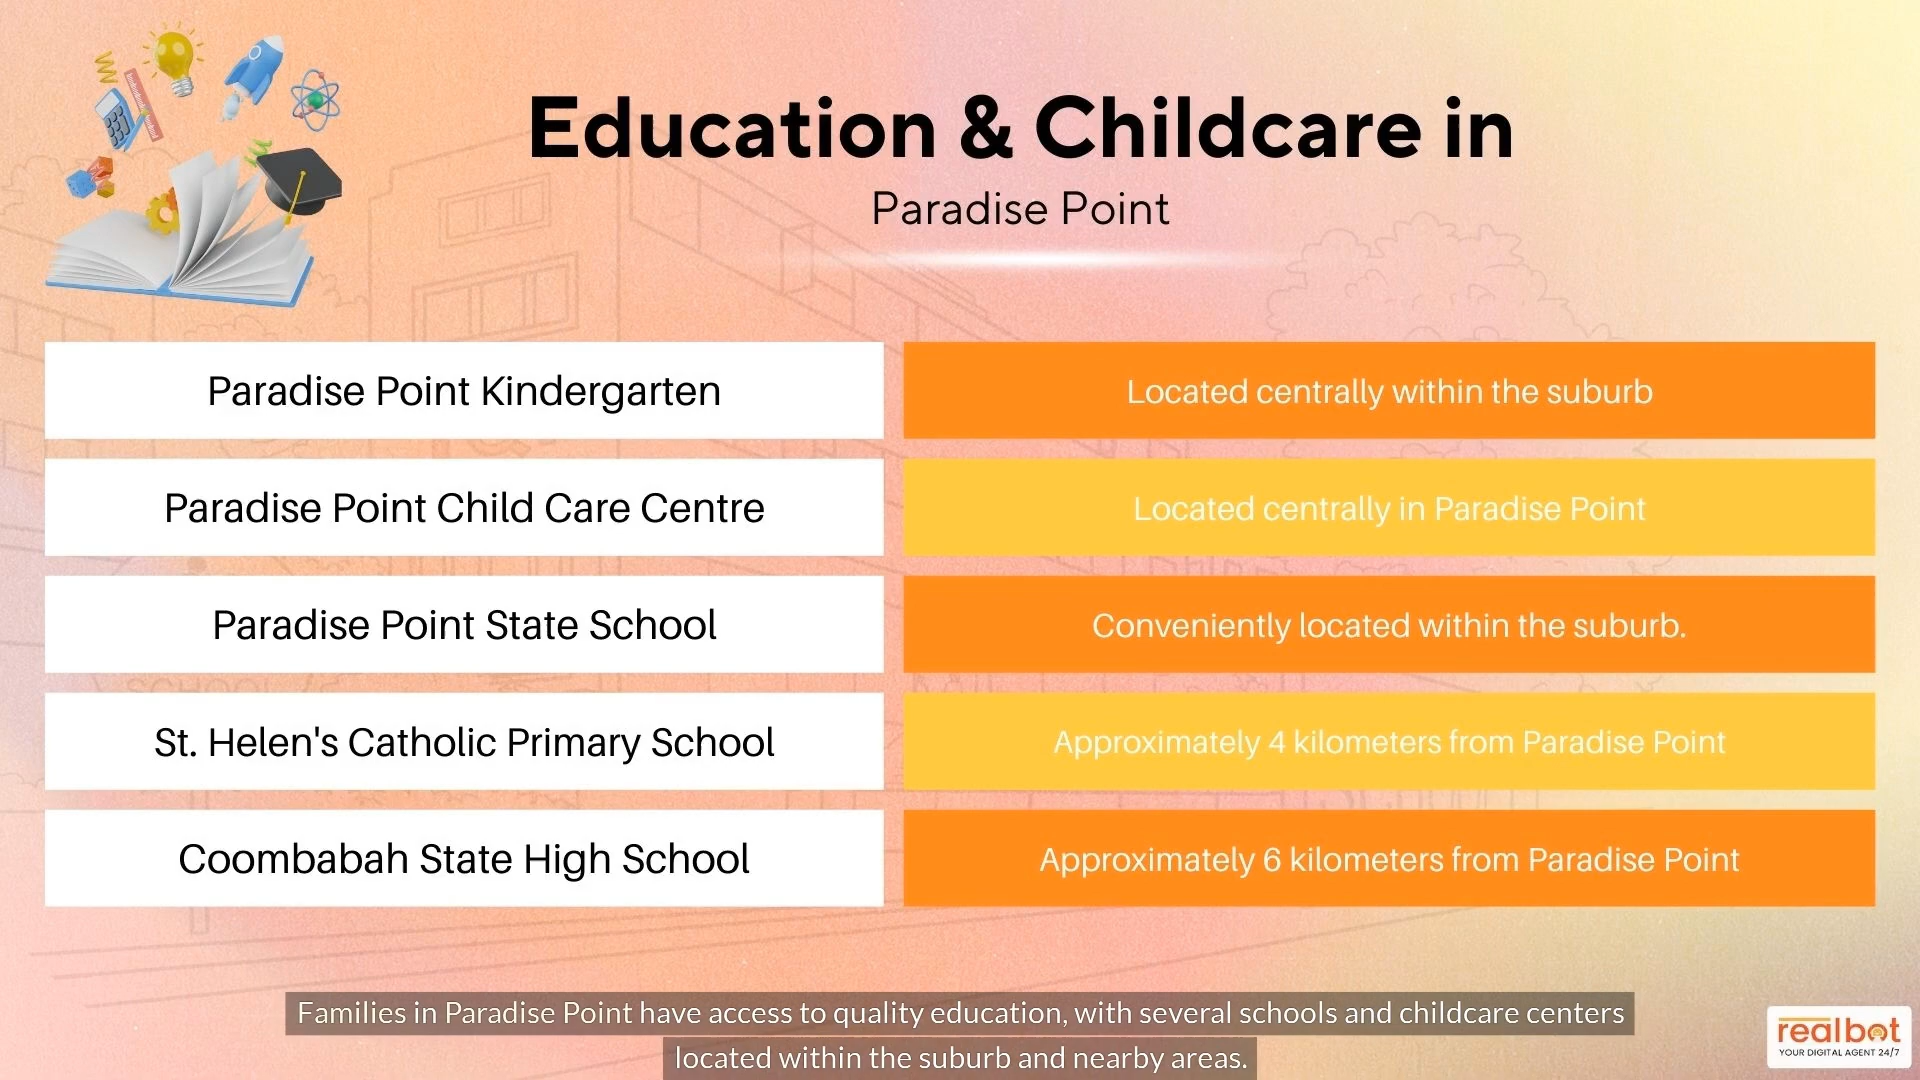 Education & Childcare in
Paradise Point
Paradise Point Kindergarten
Located centrally within the suburb
Paradise Point Child Care Centre
Located centrally in Paradise Point
Paradise Point State School
Conveniently located within the suburb.
St. Helen's Catholic Primary School
Approximately 4 kilometers from Paradise Point
Coombabah State High School
Approximately 6 kilometers from Paradise Point
SCHOOL
Families in Paradise Point have access to quality education, with several schools and childcare centers
located within the suburb and nearby areas.
realbot
YOUR DIGITAL AGENT 24/7